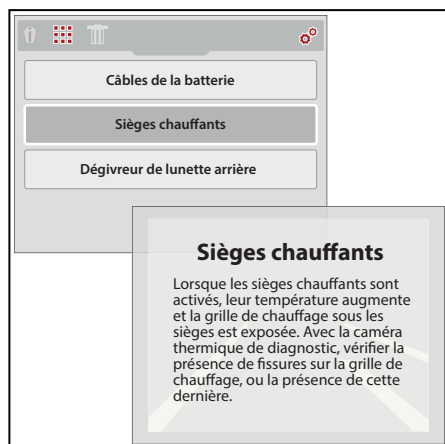 Câbles de la batterie
Sièges chauffants
Dégivreur de lunette arrière
Sièges chauffants
Lorsque les sièges chauffants sont
activés, leur température augmente
et la grille de chauffage sous les
sièges est exposée. Avec la caméra
thermique de diagnostic, vérifier la
présence de fissures sur la grille de
chauffage, ou la présence de cette
dernière.